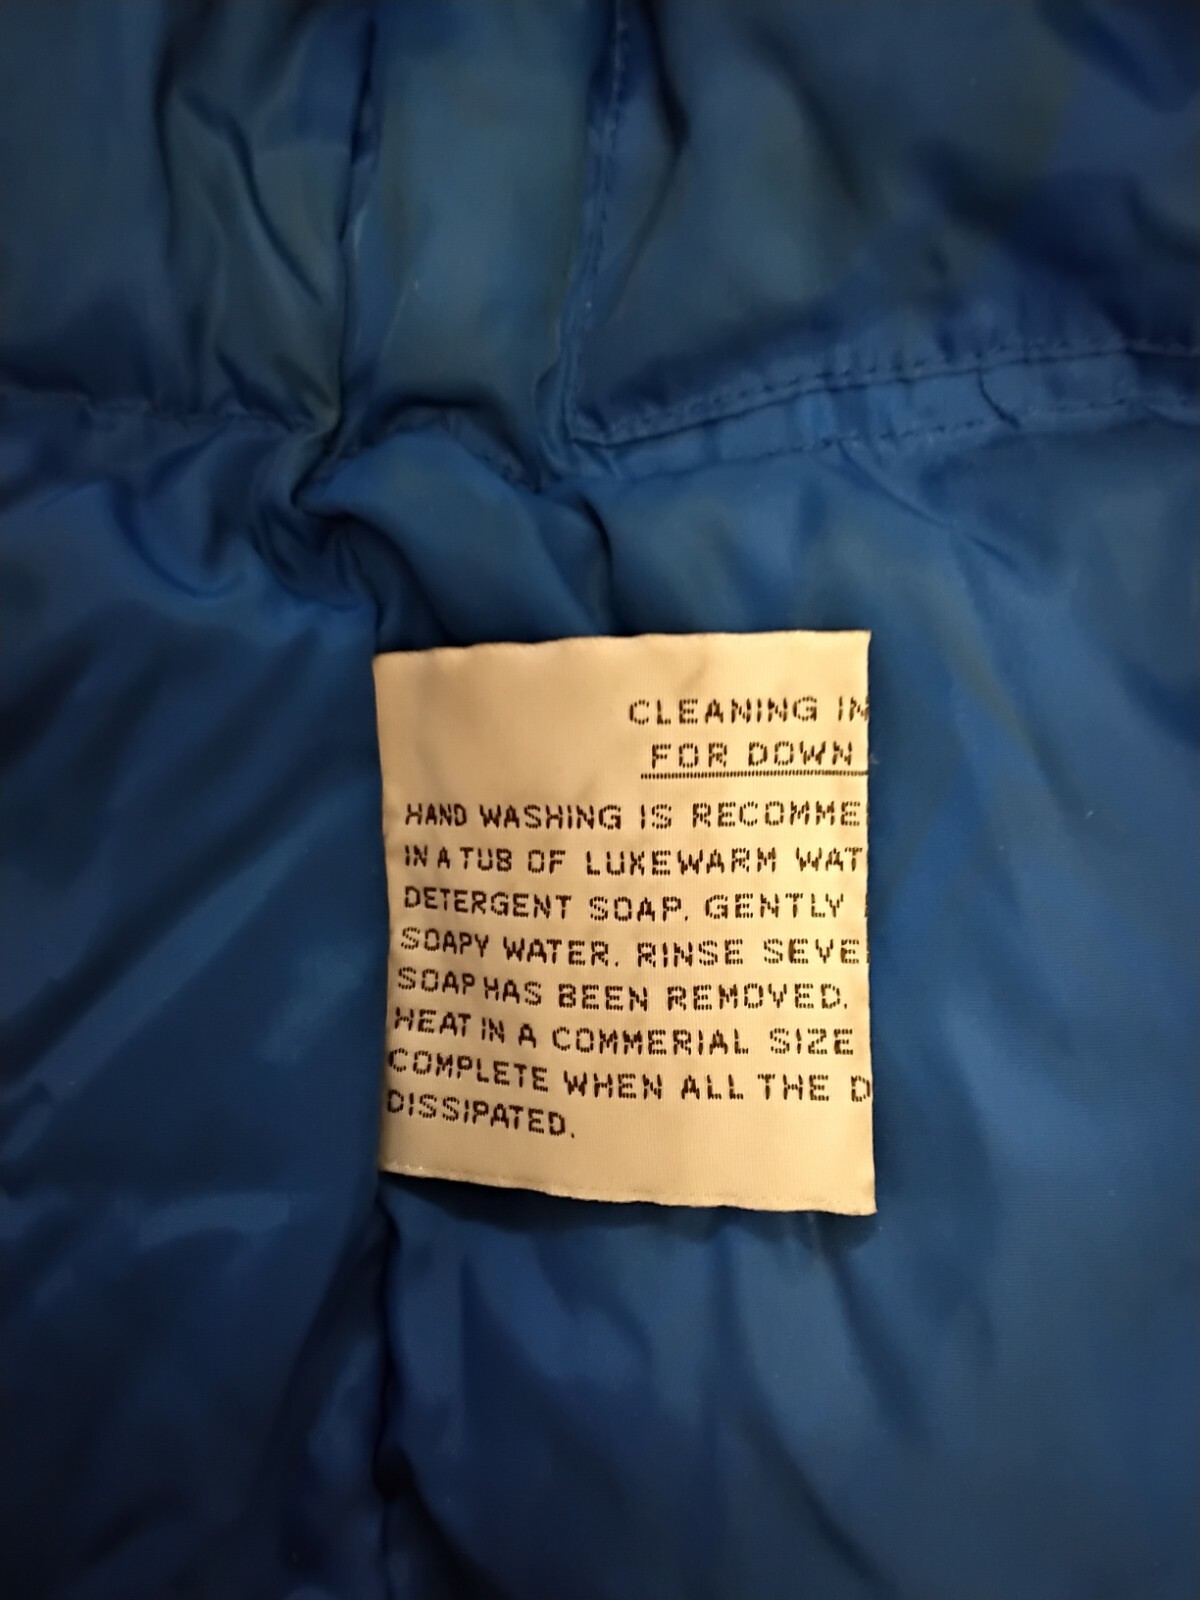 CLEANING IN
FOR DOWN
HAND WASHING IS RECOMME
IN A TUB OF LUKEWARM WAT
DETERGENT SOAP. GENTLY
SOAPY WATER. RINSE SEVE
SOAP HAS BEEN REMOVED.
HEAT IN A COMMERIAL SIZE
COMPLETE WHEN ALL THE D
DISSIPATED.